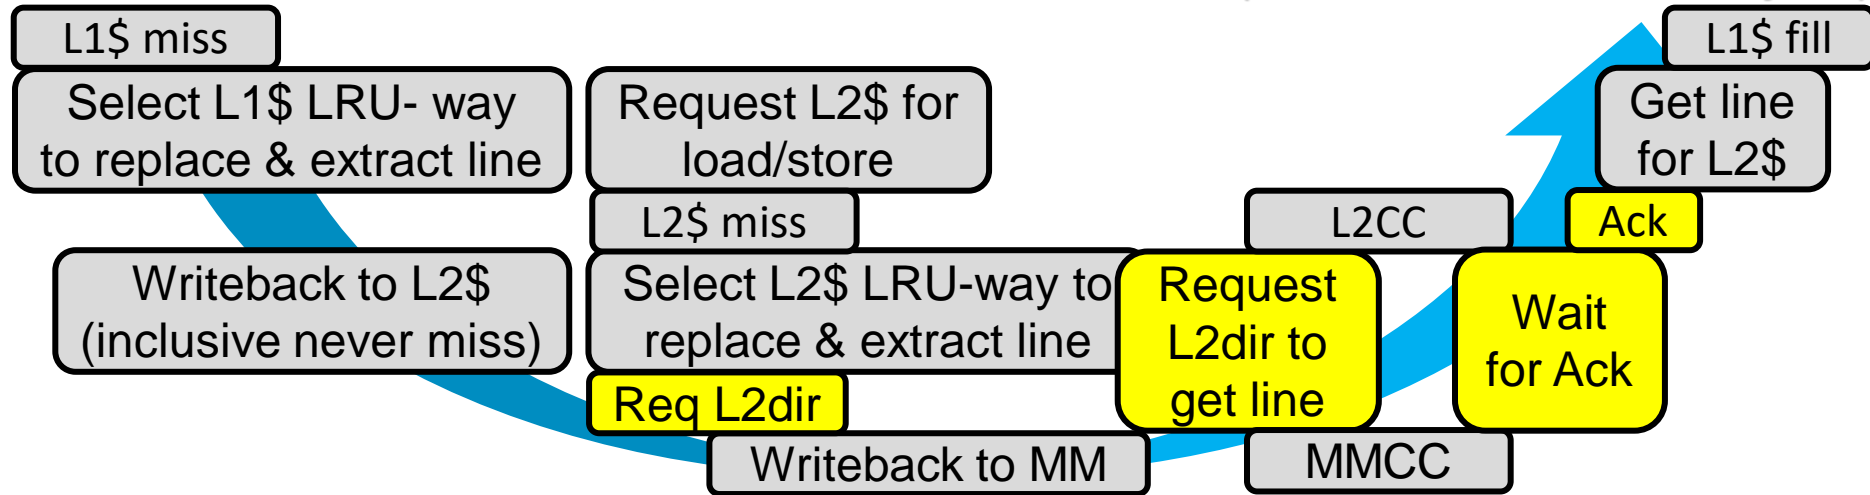 L1$ miss
Select L1$ LRU- way
to replace & extract line
Writeback to L2$
(inclusive never miss)
Request L2$ for
load/store
L2$ miss
Select L2$ LRU-way to
replace & extract line
Req L2dir
Writeback to MM
Request
L2dir to
get line
L2CC
MMCC
Wait
for Ack
Ack
Get line
for L2$
L1$ fill